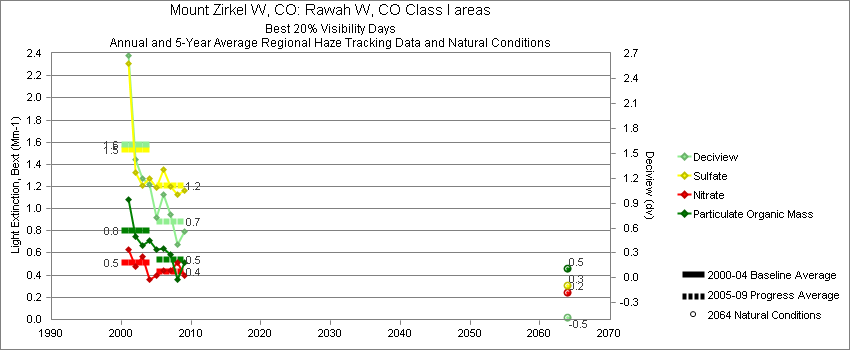 Mount Zirkel W, CO: Rawah W, CO Class I areas
Best 20% Visibility Days
Annual and 5-Year Average Regional Haze Tracking Data and Natural Conditions
Light Extinction, Bext (Mm-1)
2.4
2.2
2.0
1.8
1.6
1.4
1.2
1.0
0.8
0.6
0.4
0.2
0.0
1.6
1.5
0.8
0.5
1.2
0.7
0.5
0.4
0.5
0.3
0.2
-0.5
2.7
2.4
2.1
1.8
1.5
1.2
0.9
0.6
0.3
0.0
-0.3
Deciview (dv)
1990 2000 2010 2020 2030 2040 2050 2060 2070
Deciview
Sulfate
Nitrate
Particulate Organic Mass
2000-04 Baseline Average
2005-09 Progress Average
2064 Natural Conditions